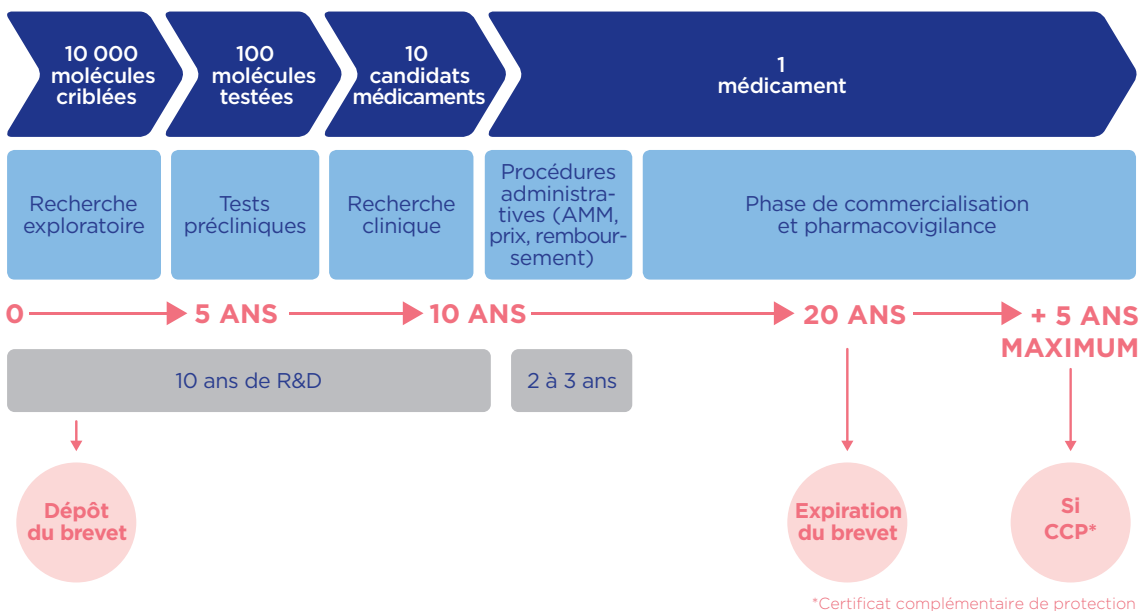 10 000
molécules
criblées
100
molécules
testées
10
candidats
médicaments
1
médicament
Recherche
exploratoire
Tests
précliniques
Recherche
clinique
Procédures
administra-
tives (AMM,
prix, rembour-
sement)
Phase de commercialisation
et pharmacovigilance
0
5 ANS
10 ANS
20 ANS
+ 5 ANS
MAXIMUM
10 ans de R&D
2 à 3 ans
Dépôt
du brevet
Expiration
du brevet
Si
CCP*
*Certificat complémentaire de protection